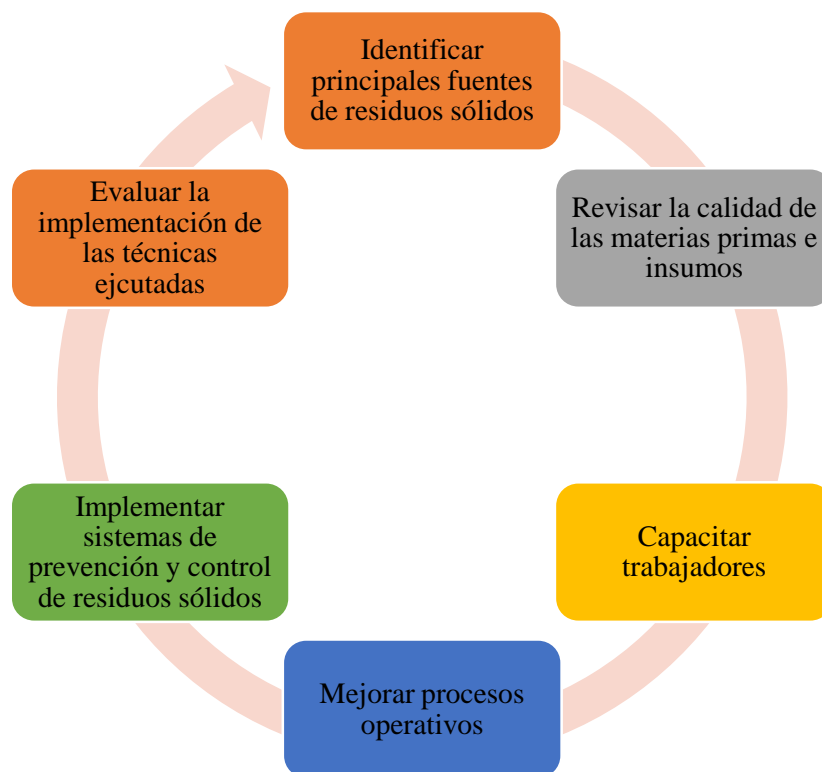 Identificar
principales fuentes
de residuos sólidos
Revisar la calidad de
las materias primas e
insumos
Capacitar
trabajadores
Mejorar procesos
operativos
Implementar
sistemas de
prevención y control
de residuos sólidos
Evaluar la
implementación de
las técnicas
ejcutadas